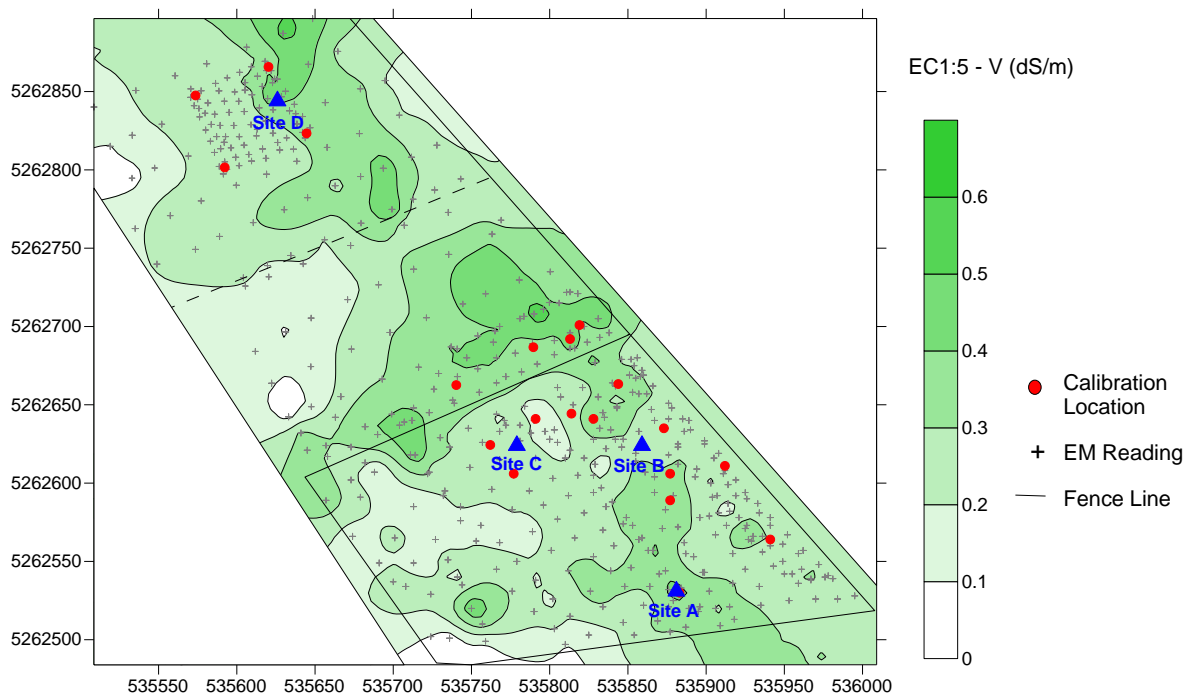 EC1:5 - V (dS/m)
5262850
5262800
5262750
5262700
5262650
5262600
5262550
5262500
535550 535600 535650 535700 535750 535800 535850 535900 535950 536000
Site D
Site C
Site B
Site A
0.6
0.5
0.4
0.3
0.2
0.1
0
Calibration
Location
EM Reading
Fence Line